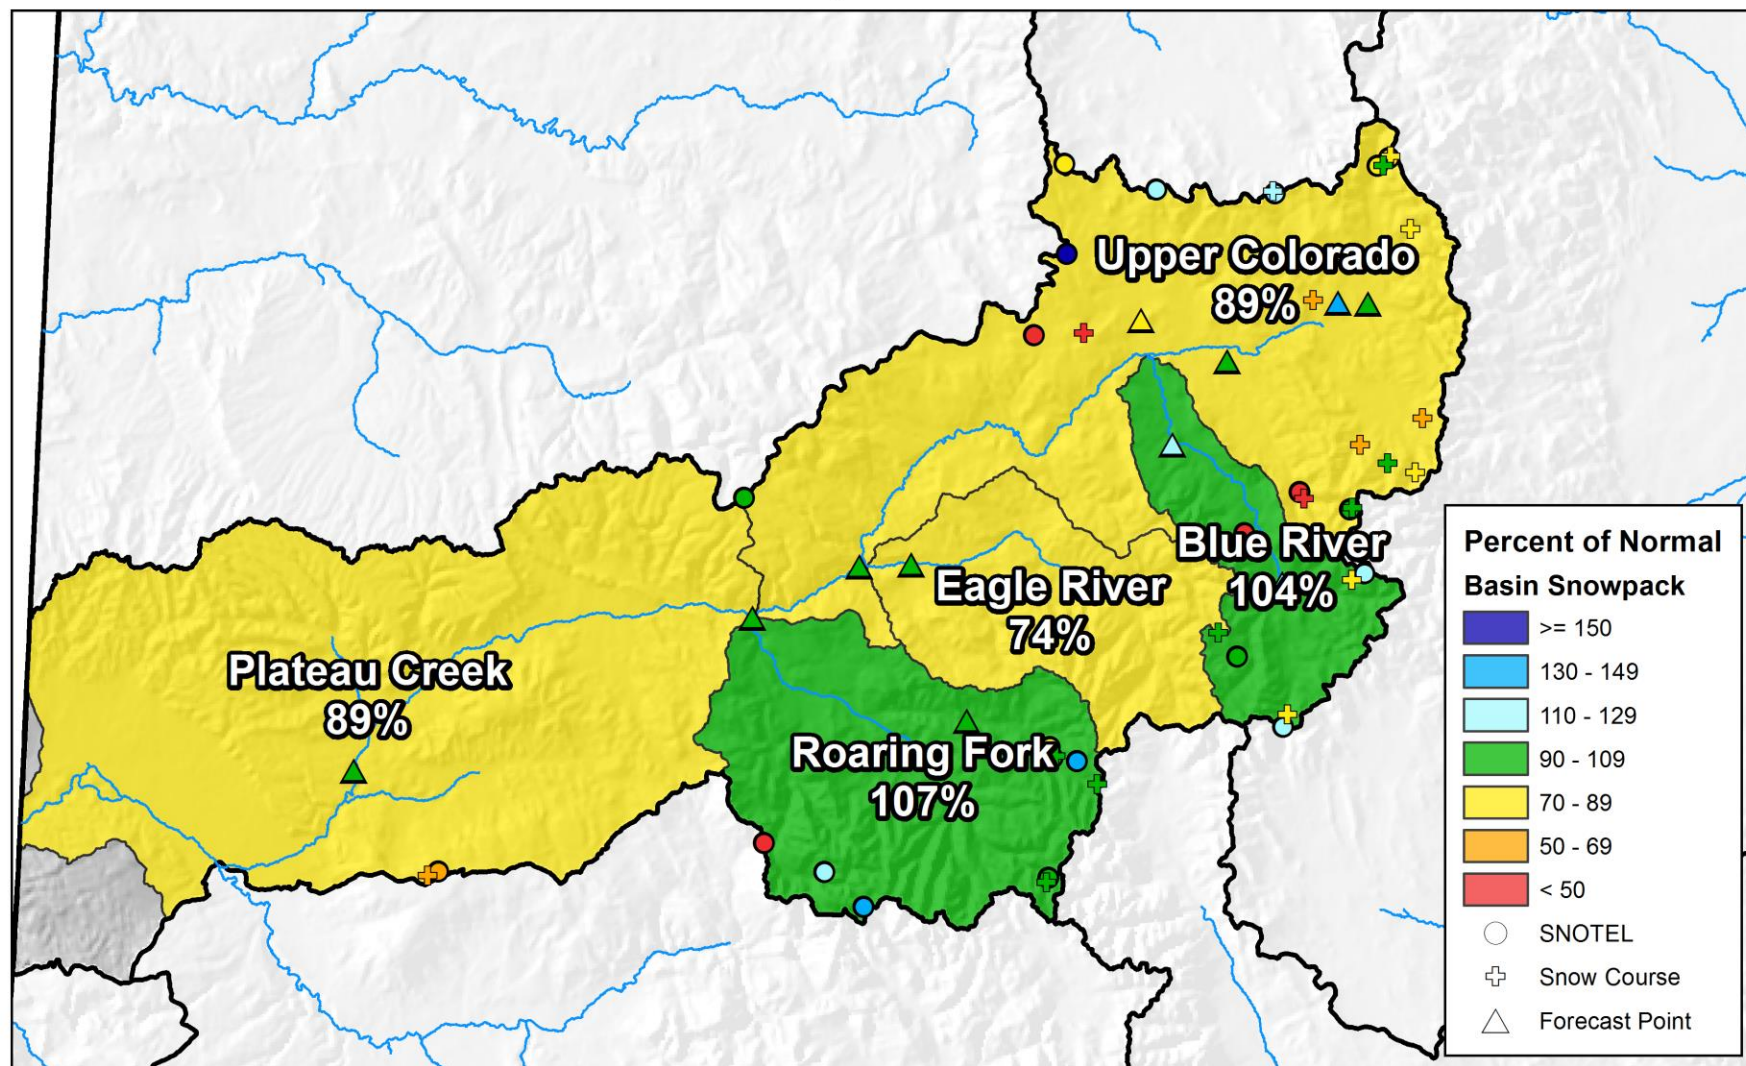 Upper Colorado
89%
Blue River
104%
Eagle River
74%
Plateau Creek
89%
Roaring Fork
107%
Percent of Normal
Basin Snowpack
>= 150
130 - 149
110 - 129
90 - 109
70 - 89
50 - 69
< 50
SNOTEL
Snow Course
Forecast Point